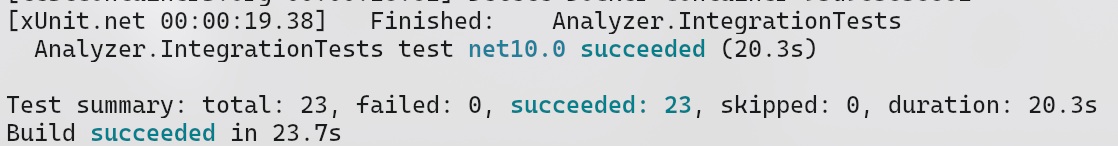 [xUnit.net 00:00:19.38]   Finished:    Analyzer.IntegrationTests
  Analyzer.IntegrationTests test net10.0 succeeded (20.3s)
Test summary: total: 23, failed: 0, succeeded: 23, skipped: 0, duration: 20.3s
Build succeeded in 23.7s